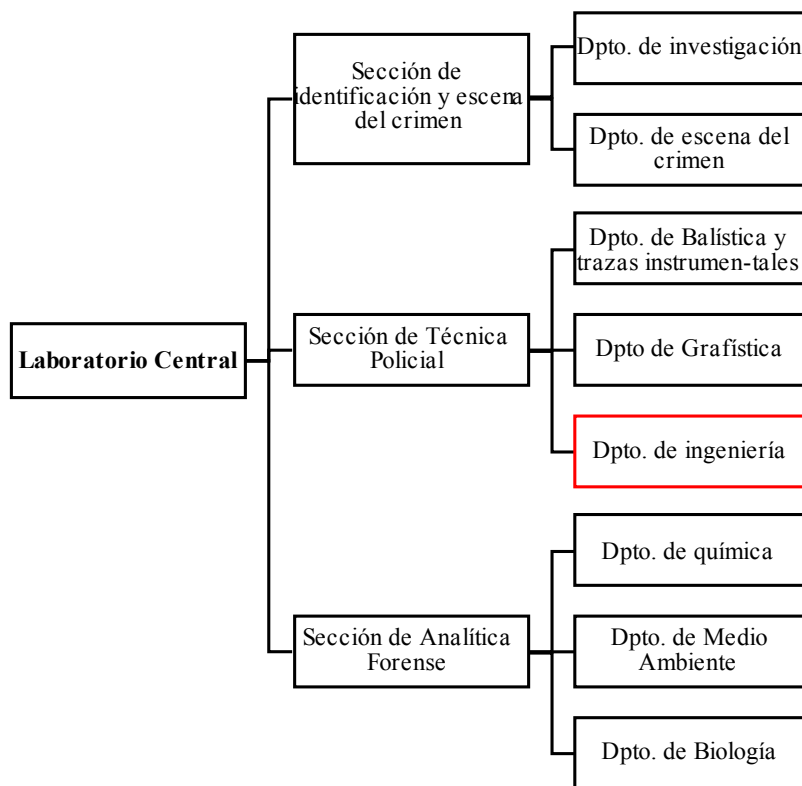 Laboratorio Central
Sección de
identificación y escena
del crimen
Dpto. de investigación
Dpto. de escena del
crimen
Sección de Técnica
Policial
Dpto. de Balística y
trazas instrumen-tales
Dpto de Grafística
Dpto. de ingeniería
Sección de Analítica
Forense
Dpto. de química
Dpto. de Medio
Ambiente
Dpto. de Biología